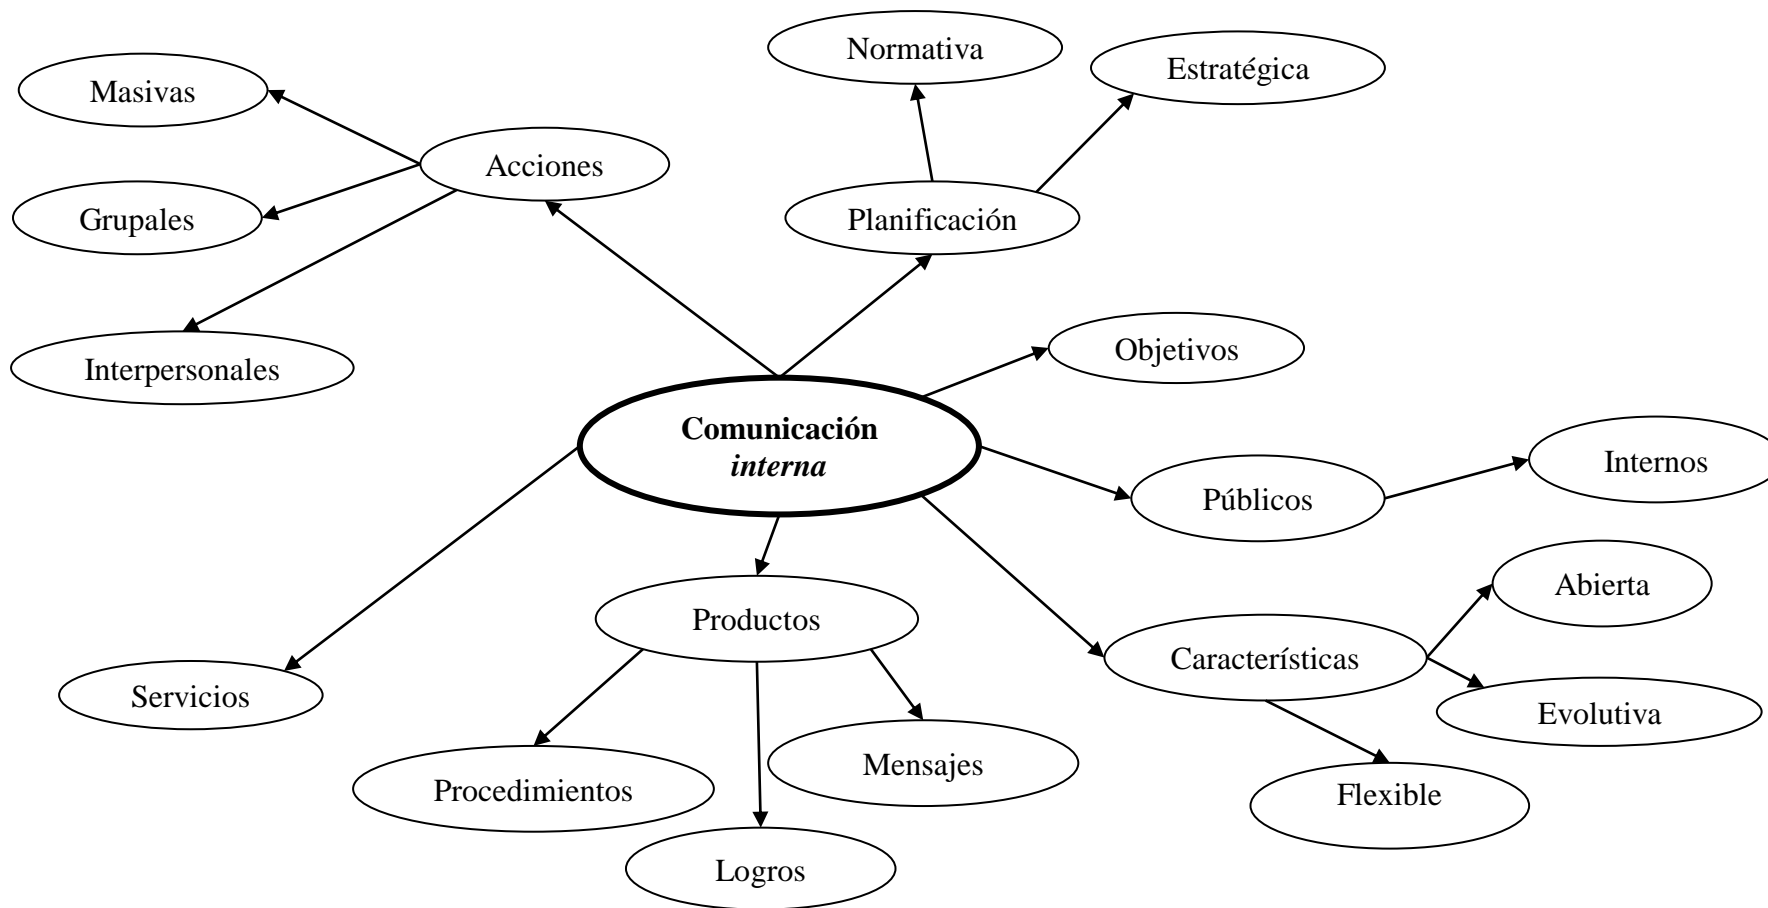 Normativa
Estratégica
Masivas
Acciones
Grupales
Planificación
Interpersonales
Objetivos
Comunicación
interna
Internos
Públicos
Abierta
Productos
Características
Servicios
Evolutiva
Procedimientos
Mensajes
Flexible
Logros